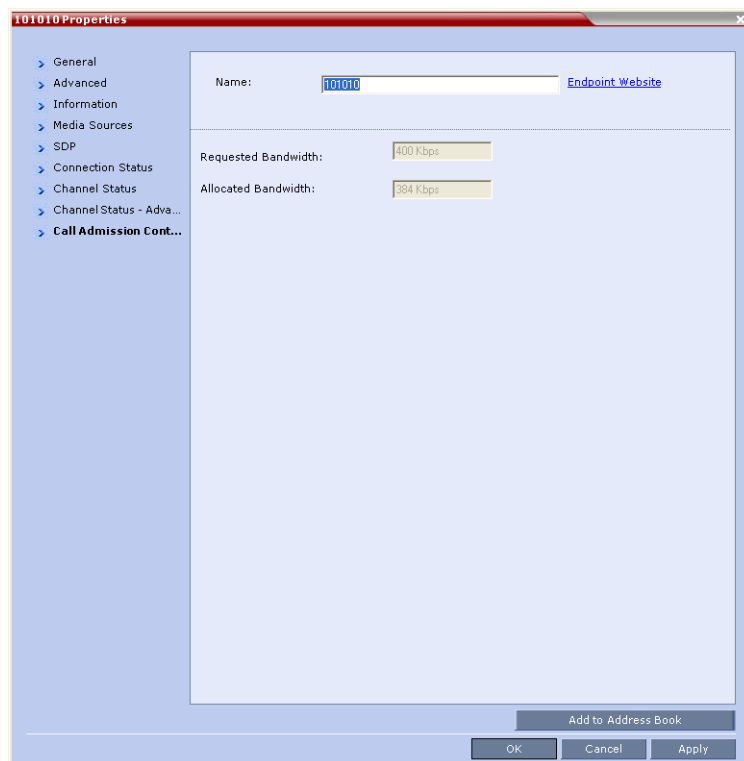 101010 Properties
General
Advanced
Information
Media Sources
SDP
Connection Status
Channel Status
Channel Status - Adva...
Call Admission Cont...
Name: 101010 Endpoint Website
Requested Bandwidth: 400 Kbps
Allocated Bandwidth: 384 Kbps
Add to Address Book
OK Cancel Apply